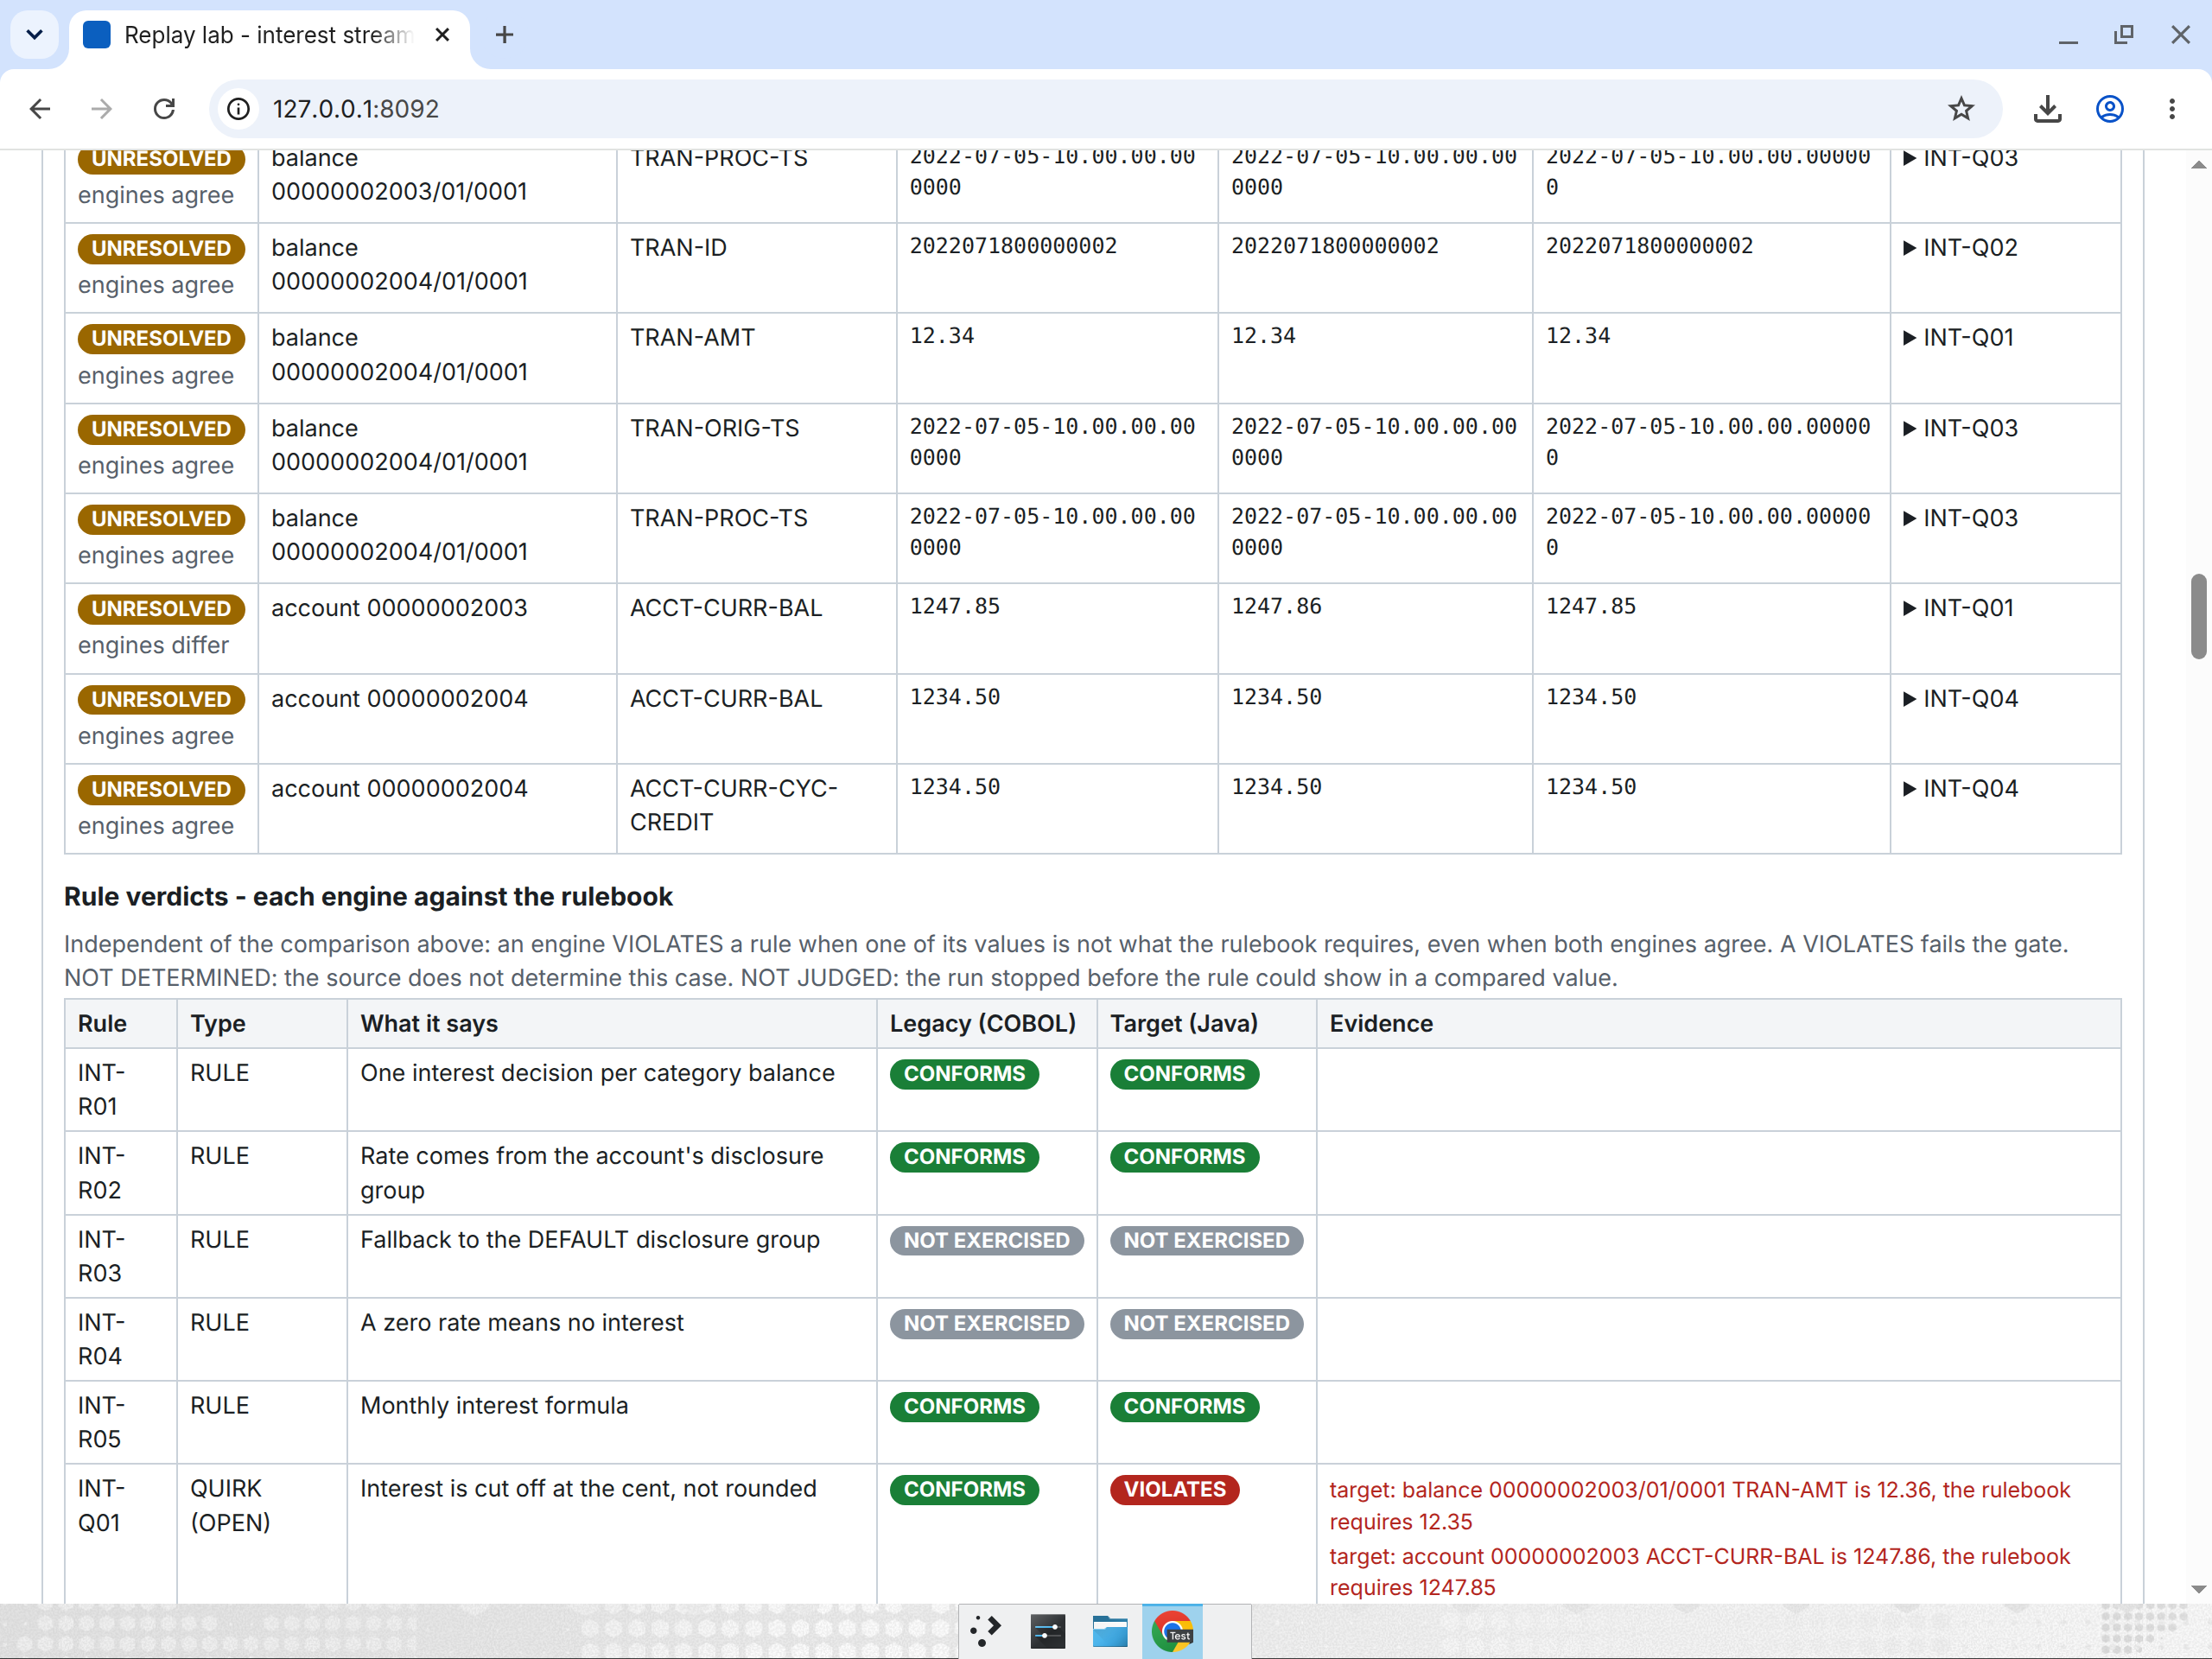 Replay lab - interest stream
127.0.0.1:8092
UNRESOLVED
engines agree
balance
00000002003/01/0001
TRAN-PROC-TS
2022-07-05-10.00.00.00
0000
2022-07-05-10.00.00.00
0000
2022-07-05-10.00.00.00000
0
INT-Q03
UNRESOLVED
engines agree
balance
00000002004/01/0001
TRAN-ID
2022071800000002
2022071800000002
2022071800000002
INT-Q02
UNRESOLVED
engines agree
balance
00000002004/01/0001
TRAN-AMT
12.34
12.34
12.34
INT-Q01
UNRESOLVED
engines agree
balance
00000002004/01/0001
TRAN-ORIG-TS
2022-07-05-10.00.00.00
0000
2022-07-05-10.00.00.00
0000
2022-07-05-10.00.00.00000
0
INT-Q03
UNRESOLVED
engines agree
balance
00000002004/01/0001
TRAN-PROC-TS
2022-07-05-10.00.00.00
0000
2022-07-05-10.00.00.00
0000
2022-07-05-10.00.00.00000
0
INT-Q03
UNRESOLVED
engines differ
account 00000002003
ACCT-CURR-BAL
1247.85
1247.86
1247.85
INT-Q01
UNRESOLVED
engines agree
account 00000002004
ACCT-CURR-BAL
1234.50
1234.50
1234.50
INT-Q04
UNRESOLVED
engines agree
account 00000002004
ACCT-CURR-CYC-
CREDIT
1234.50
1234.50
1234.50
INT-Q04
Rule verdicts - each engine against the rulebook
Independent of the comparison above: an engine VIOLATES a rule when one of its values is not what the rulebook requires, even when both engines agree. A VIOLATES fails the gate.
NOT DETERMINED: the source does not determine this case. NOT JUDGED: the run stopped before the rule could show in a compared value.
Rule
Type
What it says
Legacy (COBOL)
Target (Java)
Evidence
INT-
R01
RULE
One interest decision per category balance
CONFORMS
CONFORMS
INT-
R02
RULE
Rate comes from the account's disclosure
group
CONFORMS
CONFORMS
INT-
R03
RULE
Fallback to the DEFAULT disclosure group
NOT EXERCISED
NOT EXERCISED
INT-
R04
RULE
A zero rate means no interest
NOT EXERCISED
NOT EXERCISED
INT-
R05
RULE
Monthly interest formula
CONFORMS
CONFORMS
INT-
Q01
QUIRK
(OPEN)
Interest is cut off at the cent, not rounded
CONFORMS
VIOLATES
target: balance 00000002003/01/0001 TRAN-AMT is 12.36, the rulebook
requires 12.35
target: account 00000002003 ACCT-CURR-BAL is 1247.86, the rulebook
requires 1247.85
Test